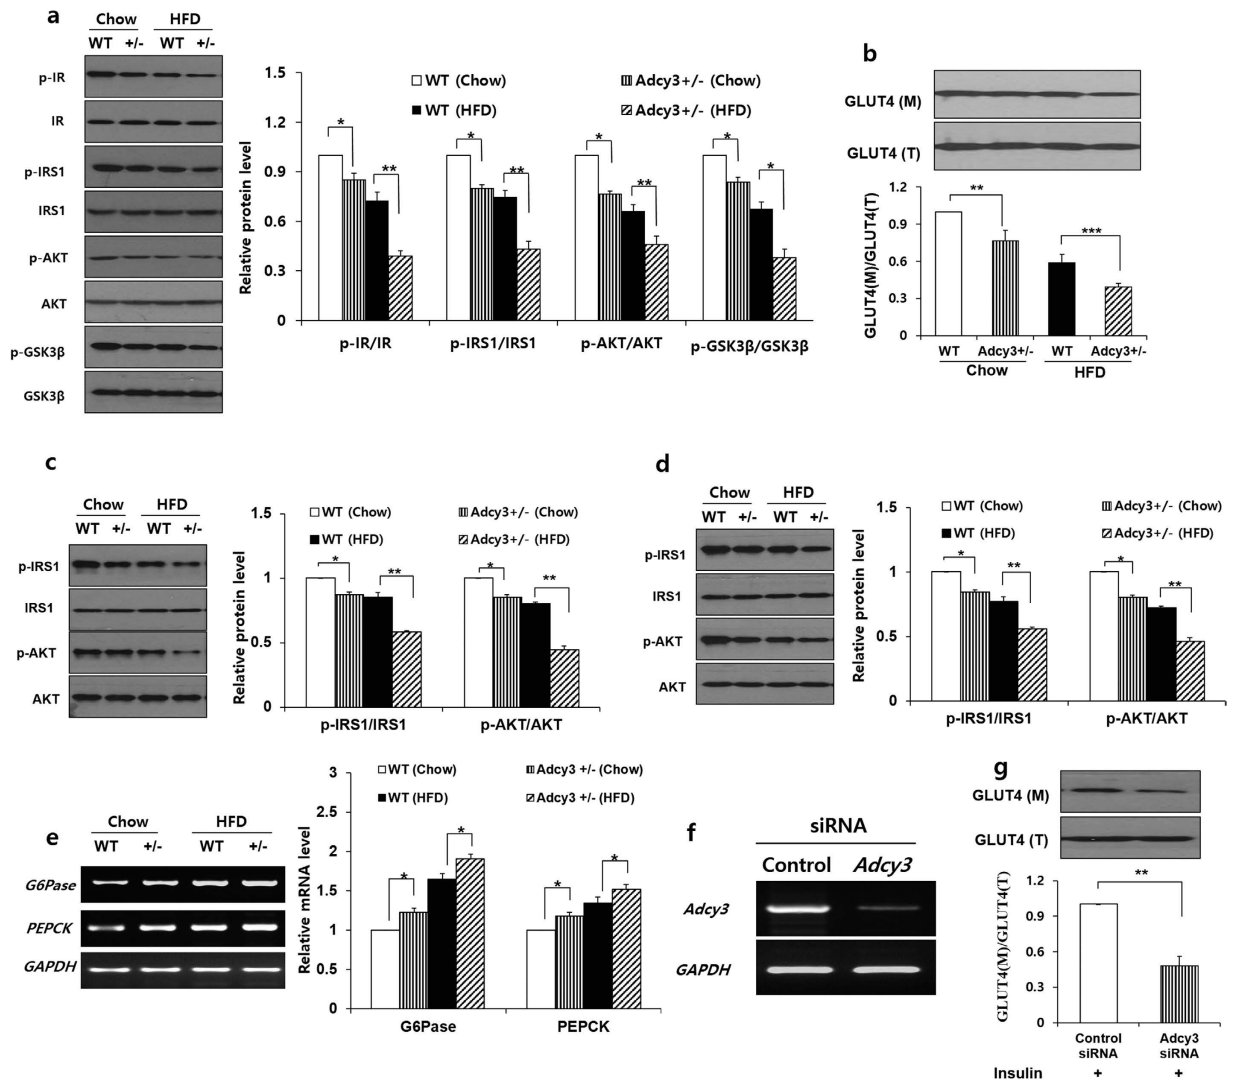 a
Chow HFD
WT +/- WT +/-
p-IR
IR
p-IRS1
IRS1
p-AKT
AKT
p-GSK3β
GSK3β
Relative protein level
1.5
1.2
0.9
0.6
0.3
0
WT (Chow) Adcy3+/- (Chow)
WT (HFD) Adcy3+/- (HFD)
* ** * ** * ** * *
p-IR/IR p-IRS1/IRS1 p-AKT/AKT p-GSK3β/GSK3β
b
GLUT4 (M)
GLUT4 (T)
GLUT4(M)/GLUT4(T)
1.2
0.9
0.6
0.3
0
** ***
WT Adcy3+/- WT Adcy3+/-
Chow HFD
c
Chow HFD
WT +/- WT +/-
p-IRS1
IRS1
p-AKT
AKT
Relative protein level
1.5
1
0.5
0
WT (Chow) Adcy3+/- (Chow)
WT (HFD) Adcy3+/- (HFD)
* ** * **
p-IRS1/IRS1 p-AKT/AKT
d
Chow HFD
WT +/- WT +/-
p-IRS1
IRS1
p-AKT
AKT
Relative protein level
1.5
1
0.5
0
WT (Chow) Adcy3+/- (Chow)
WT (HFD) Adcy3+/- (HFD)
* ** * **
p-IRS1/IRS1 p-AKT/AKT
e
Chow HFD
WT +/- WT +/-
G6Pase
PEPCK
GAPDH
Relative mRNA level
3
2.5
2
1.5
1
0.5
0
WT (Chow) Adcy3 +/- (Chow)
WT (HFD) Adcy3 +/- (HFD)
* * * *
G6Pase PEPCK
f
siRNA
Control Adcy3
Adcy3
GAPDH
g
GLUT4 (M)
GLUT4 (T)
GLUT4(M)/GLUT4(T)
1.2
0.9
0.6
0.3
0
**
Control Adcy3
siRNA siRNA
Insulin + +